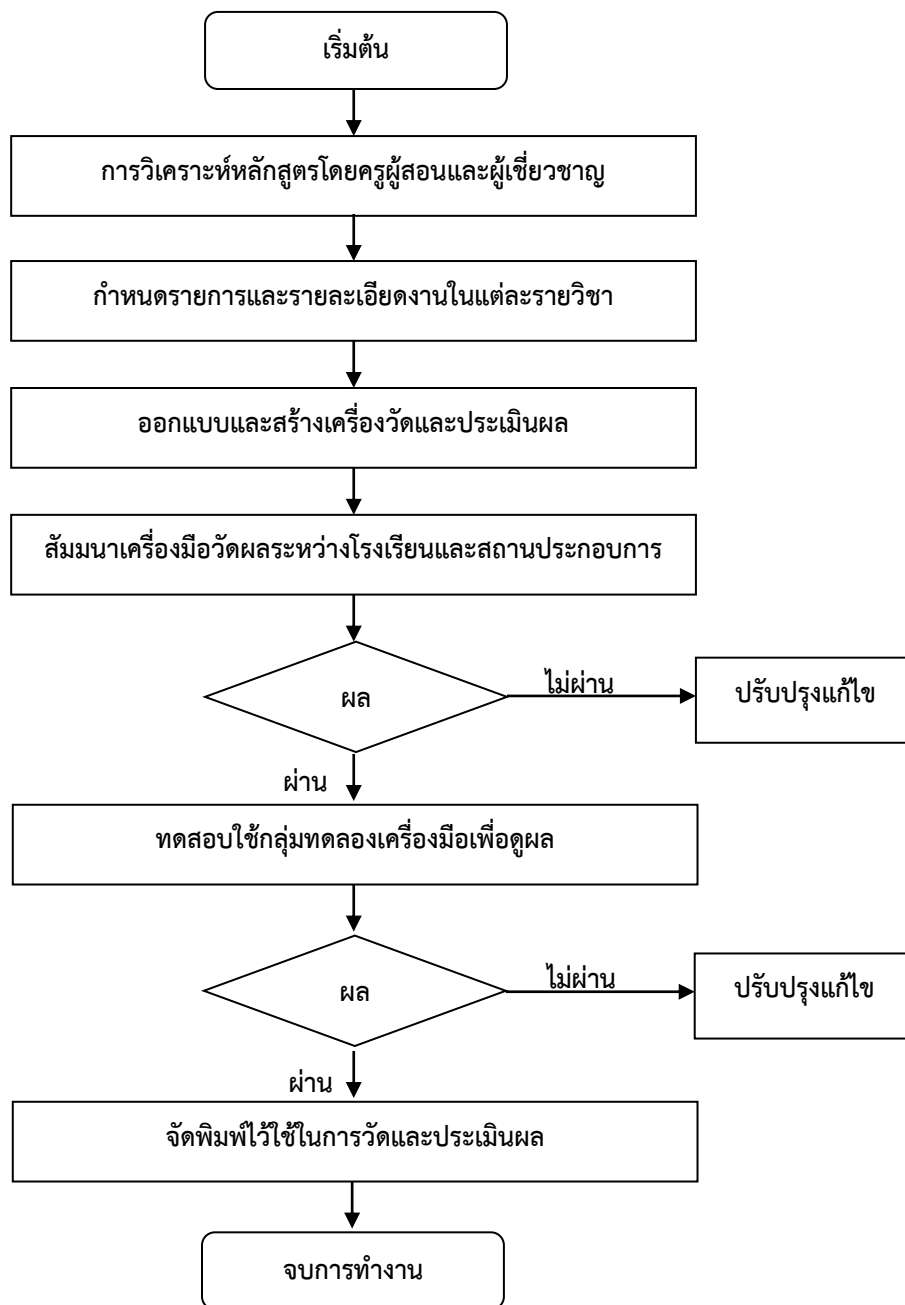 เริ่มต้น
การวิเคราะห์หลักสูตรโดยครูผู้สอนและผู้เชี่ยวชาญ
กำหนดรายการและรายละเอียดงานในแต่ละรายวิชา
ออกแบบและสร้างเครื่องวัดและประเมินผล
สัมมนาเครื่องมือวัดผลระหว่างโรงเรียนและสถานประกอบการ
ผล
ไม่ผ่าน
ปรับปรุงแก้ไข
ผ่าน
ทดสอบใช้กลุ่มทดลองเครื่องมือเพื่อดูผล
ผล
ไม่ผ่าน
ปรับปรุงแก้ไข
ผ่าน
จัดพิมพ์ไว้ใช้ในการวัดและประเมินผล
จบการทำงาน